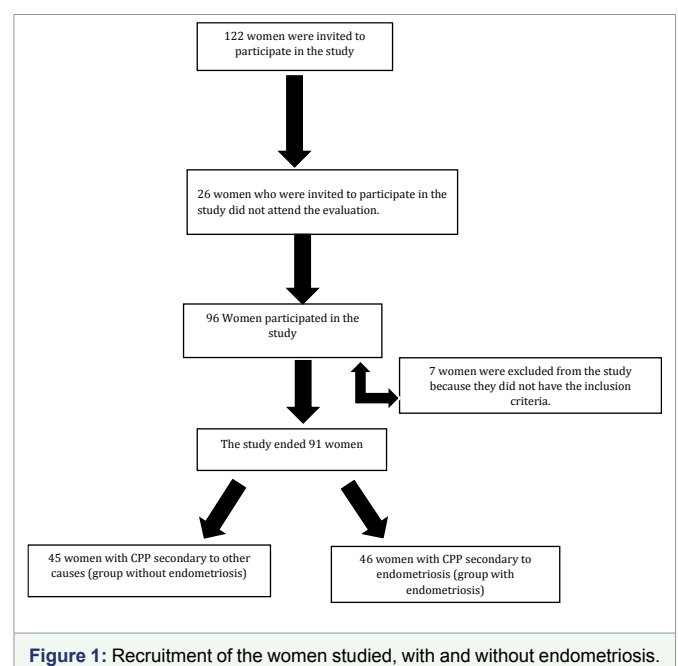 122 women were invited to
participate in the study
26 women who were invited to participate in the
study did not attend the evaluation.
96 Women participated in the
study
7 women were excluded from the study
because they did not have the inclusion
criteria.
The study ended 91 women
45 women with CPP secondary to other
causes (group without endometriosis)
46 women with CPP secondary to
endometriosis (group with
endometriosis)
Figure 1: Recruitment of the women studied, with and without endometriosis.